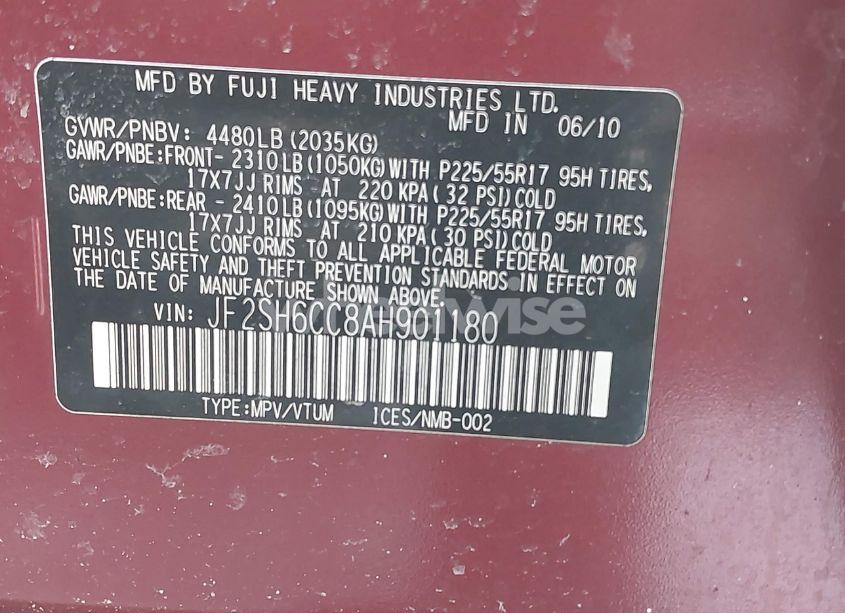 MFD BY FUJI HEAVY INDUSTRIES LTD.
MFD IN 06/10
GVWR/PNBV: 4480LB (2035KG)
GAWR/PNBE:FRONT- 2310LB(1050KG)WITH P225/55R17 95H TIRES,
17X7JJ RIMS AT 220 KPA( 32 PSI)COLD
GAWR/PNBE:REAR - 2410LB(1095KG)WITH P225/55R17 95H TIRES,
17X7JJ RIMS AT 210 KPA( 30 PSI)COLD
THIS VEHICLE CONFORMS TO ALL APPLICABLE FEDERAL MOTOR
VEHICLE SAFETY AND THEFT PREVENTION STANDARDS IN EFFECT ON
THE DATE OF MANUFACTURE SHOWN ABOVE.
VIN: JF2SH6CC8AH901180
TYPE:MPV/VTUM ICES/NMB-002